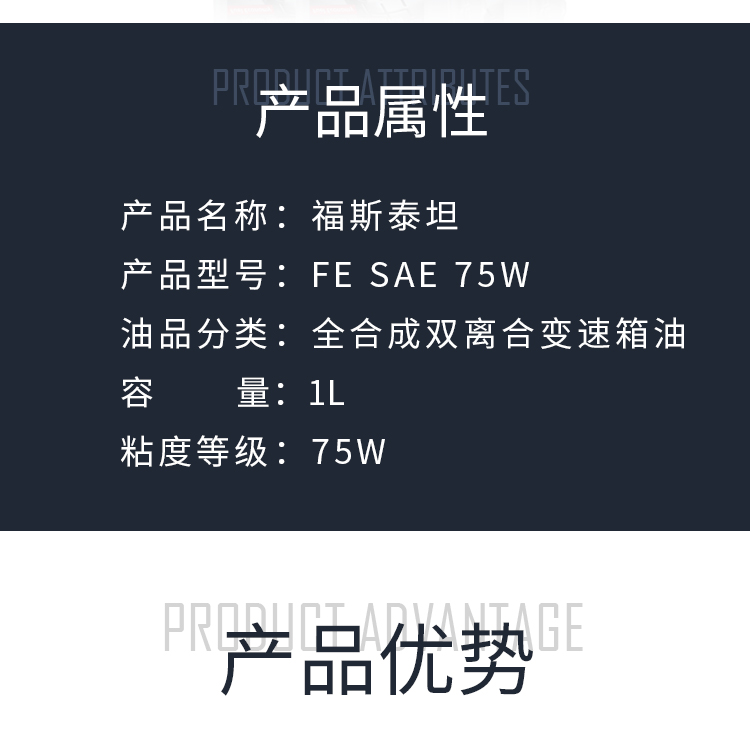 PRODUCT ATTRIBUTES
产品属性
产品名称：福斯泰坦
产品型号：FE SAE 75W
油品分类：全合成双离合变速箱油
容 量：1L
粘度等级：75W
PRODUCT ADVANTAGE
产品优势